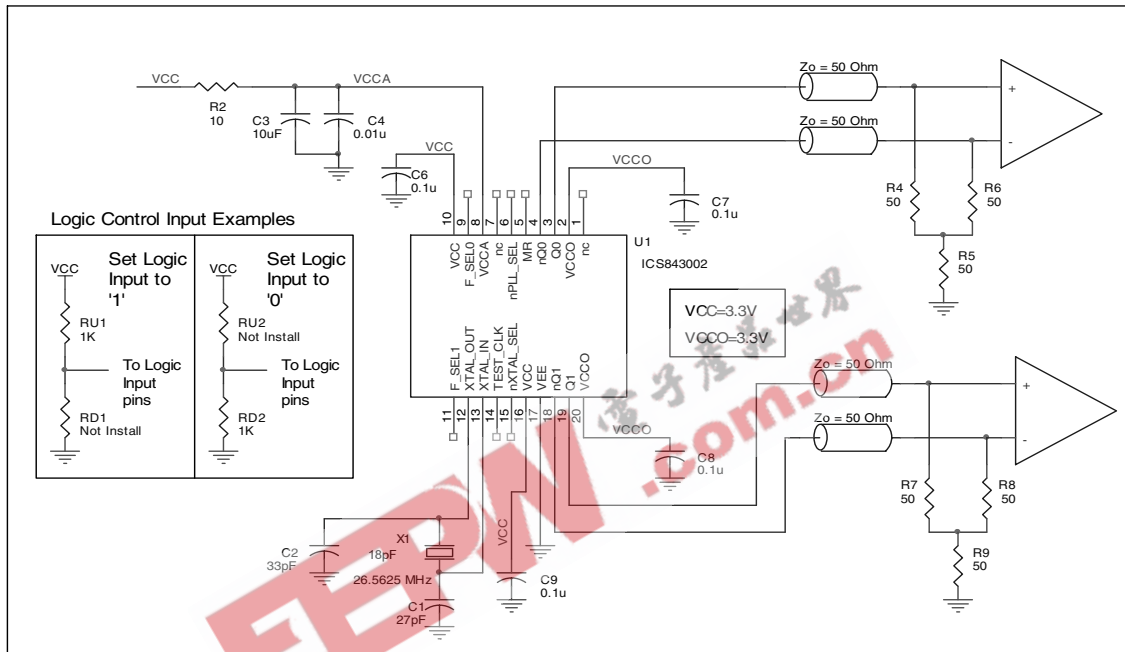 VCC
R2
10
VCCA
C3
10uF
C4
0.01u
VCC
C6
0.1u
VCCO
C7
0.1u
Zo = 50 Ohm
Zo = 50 Ohm
+
-
R4
50
R6
50
R5
50
10
9
8
7
6
5
4
3
2
1
VCC
F_SEL0
VCCA
nc
nPLL_SEL
MR
nQ0
Q0
VCCO
nc
U1
ICS843002
F_SEL1
XTAL_OUT
XTAL_IN
TEST_CLK
nXTAL_SEL
VCC
VEE
nQ1
Q1
VCCO
11
12
13
14
15
16
17
18
19
20
VCC=3.3V
VCCO=3.3V
Logic Control Input Examples
VCC
Set Logic
Input to
'1'
RU1
1K
To Logic
Input
pins
RD1
Not Install
VCC
Set Logic
Input to
'0'
RU2
Not Install
To Logic
Input
pins
RD2
1K
Zo = 50 Ohm
Zo = 50 Ohm
+
-
R7
50
R8
50
R9
50
VCCO
C8
0.1u
VCC
C9
0.1u
C2
33pF
X1
18pF
26.5625 MHz
C1
27pF
電子產品世界
EEPW
.com.cn